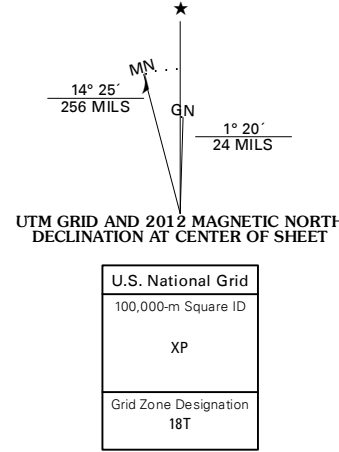 ★
MN
GN
14° 25´
256 MILS
1° 20´
24 MILS
UTM GRID AND 2012 MAGNETIC NORTH
DECLINATION AT CENTER OF SHEET
U.S. National Grid
100,000-m Square ID
XP
Grid Zone Designation
18T